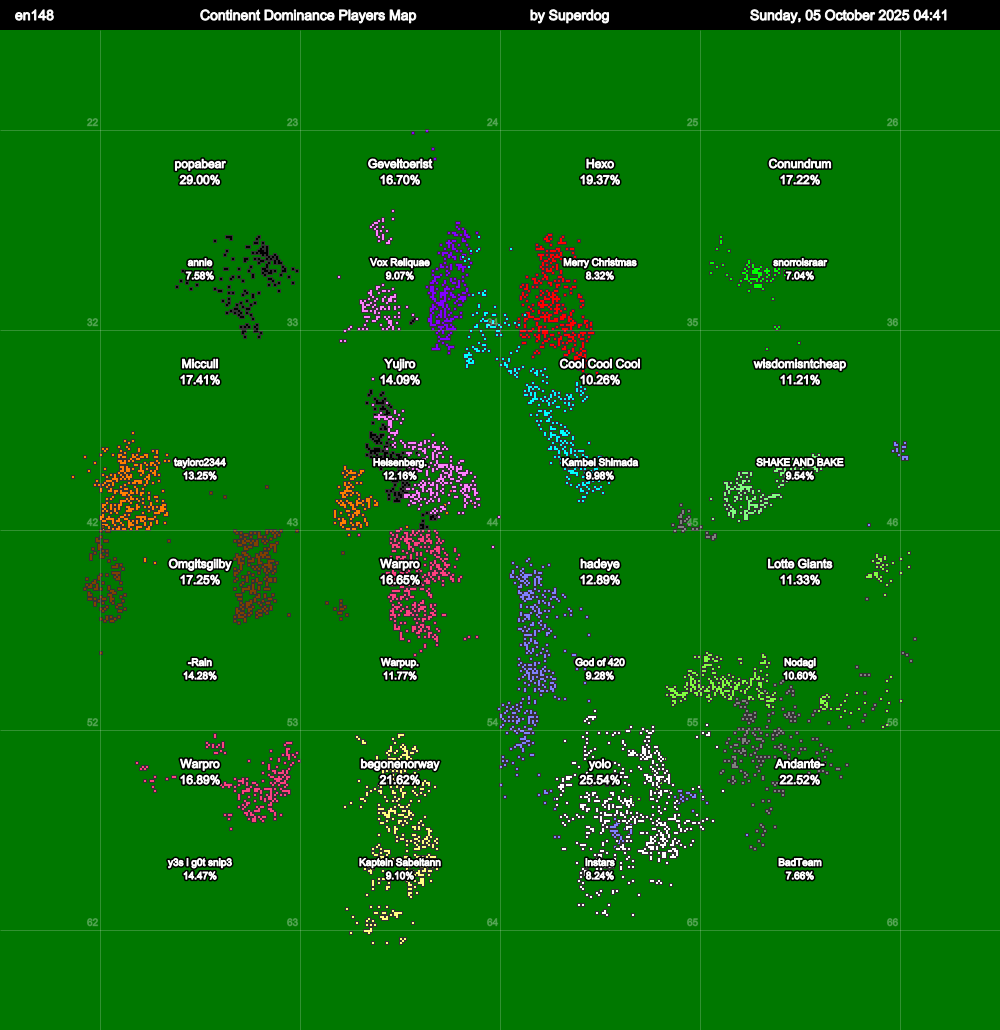 en148 Continent Dominance Players Map by Superdog Sunday, 05 October 2025 04:41
22 23 24 25 26
popabear Geveltoerist Hexo Conundrum
29.00% 16.70% 19.37% 17.22%
annie Vox Reliquae Merry Christmas snorroisraar
7.58% 9.07% 8.32% 7.04%
32 33 35 36
Miccull Yujiro Cool Cool Cool wisdomisntcheap
17.41% 14.09% 10.26% 11.21%
taylorc2344 Heisenberg. Kambei Shimada SHAKE AND BAKE
13.25% 12.16% 9.98% 9.54%
42 43 44 45 46
Omgitsgilby Warpro hadeye Lotte Giants
17.25% 16.65% 12.89% 11.33%
-Rain Warpup. God of 420 Nodagi
14.28% 11.77% 9.28% 10.60%
52 53 54 55 56
Warpro begonenorway yolo Andante-
16.89% 21.62% 25.54% 22.52%
y3s i g0t snip3 Kaptein Sabeltann Instars BadTeam
14.47% 9.10% 8.24% 7.66%
62 63 64 65 66